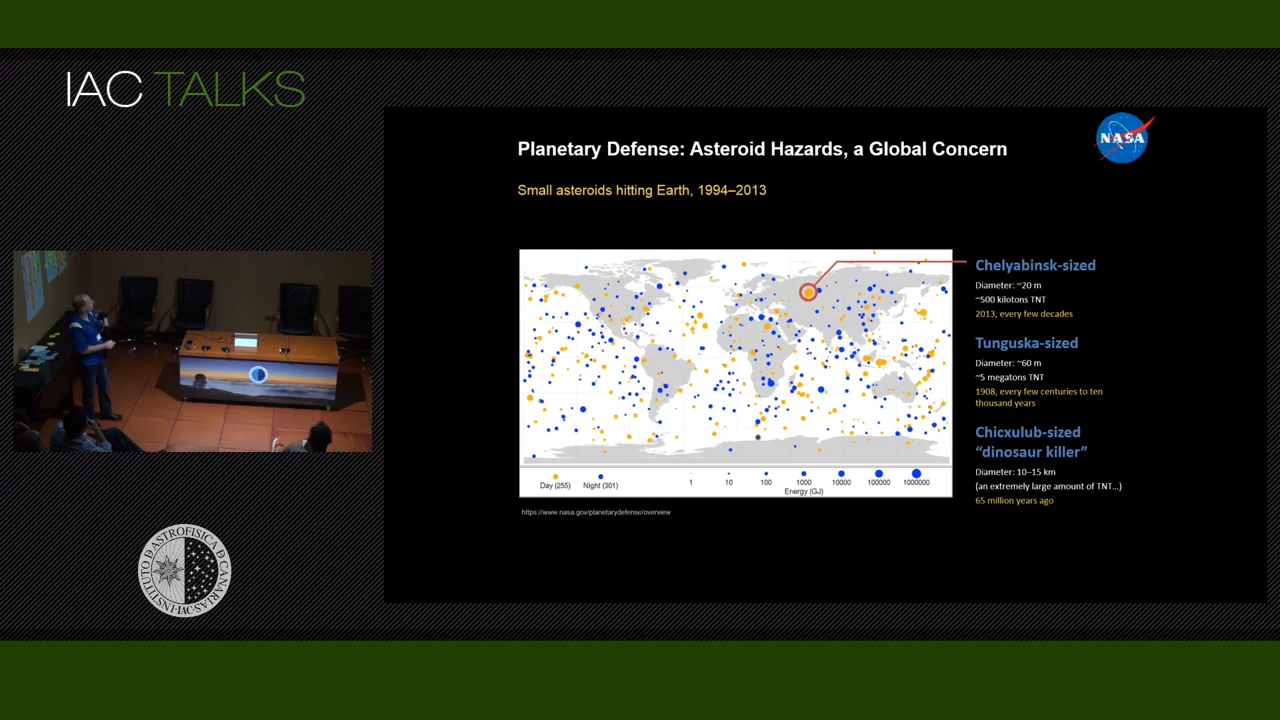 IAC TALKS
NASA
Planetary Defense: Asteroid Hazards, a Global Concern
Small asteroids hitting Earth, 1994–2013
Chelyabinsk-sized
Diameter: ~20 m
~500 kilotons TNT
2013, every few decades
Tunguska-sized
Diameter: ~60 m
~5 megatons TNT
1908, every few centuries to ten
thousand years
Chicxulub-sized
“dinosaur killer”
Diameter: 10–15 km
(an extremely large amount of TNT...)
65 million years ago
Day (255)
Night (301)
1 10 100 1000 10000 100000 1000000
Energy (GJ)
https://www.nasa.gov/planetarydefense/overview
INSTITUTO D ASTROFISICA D CANARIAS
·IAC·